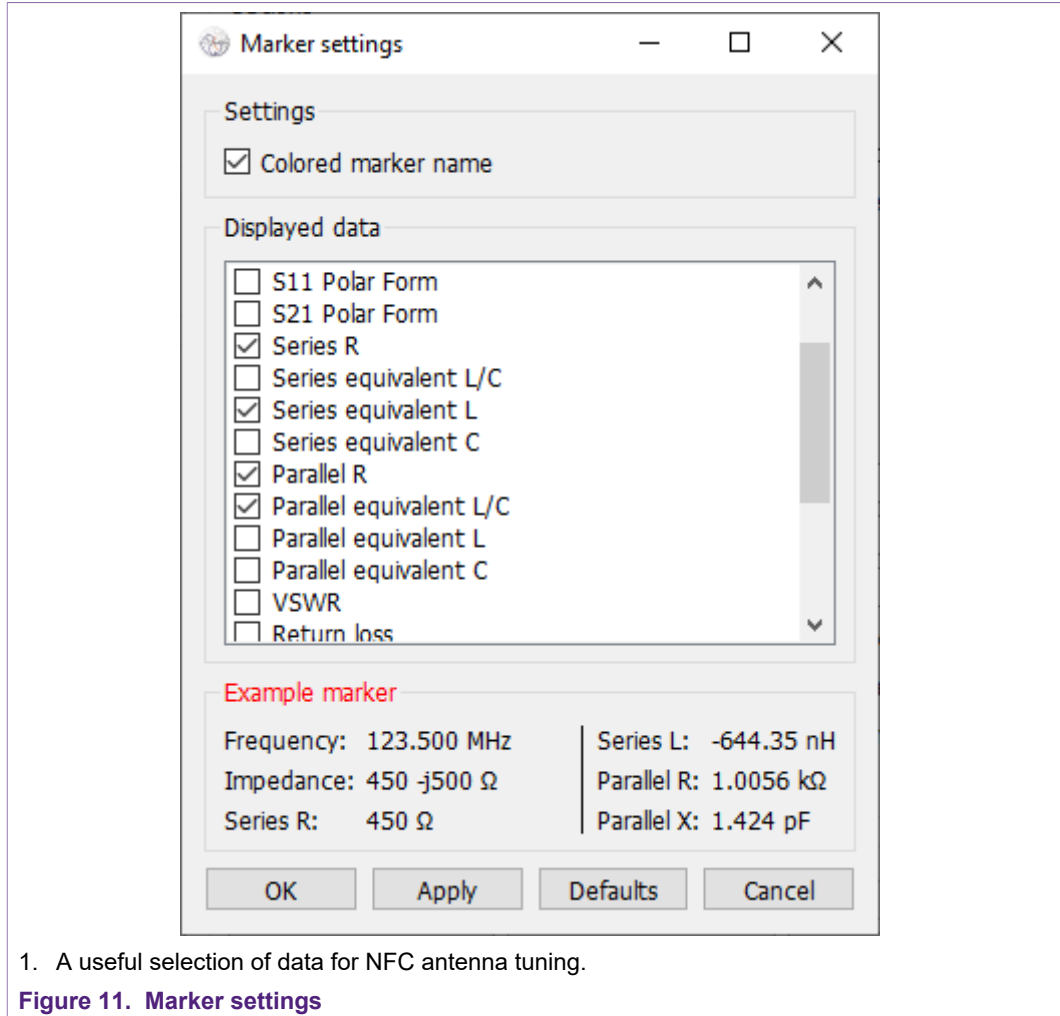 Marker settings
Settings
Colored marker name
Displayed data
S11 Polar Form
S21 Polar Form
Series R
Series equivalent L/C
Series equivalent L
Series equivalent C
Parallel R
Parallel equivalent L/C
Parallel equivalent L
Parallel equivalent C
VSWR
Return loss
Example marker
Frequency: 123.500 MHz
Impedance: 450 -j500 Ω
Series R: 450 Ω
Series L: -644.35 nH
Parallel R: 1.0056 kΩ
Parallel X: 1.424 pF
OK Apply Defaults Cancel
1. A useful selection of data for NFC antenna tuning.
Figure 11. Marker settings